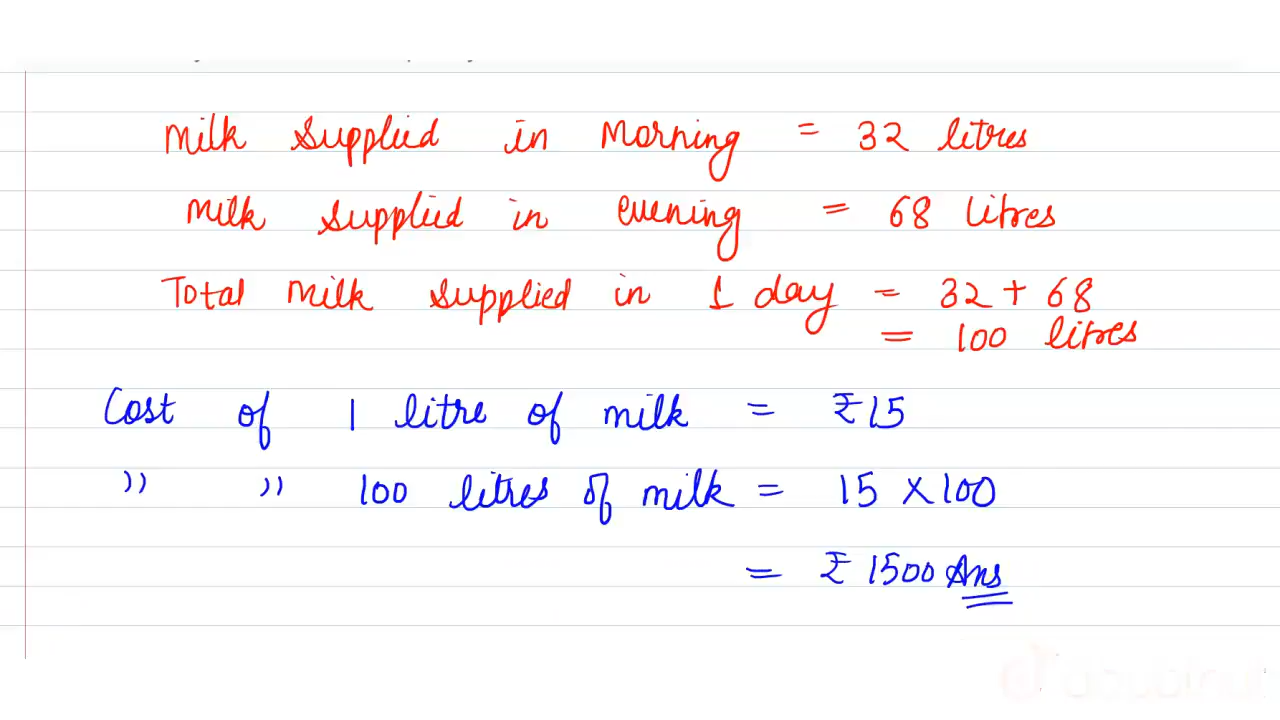 Milk supplied in Morning = 32 litres
Milk supplied in evening = 68 litres
Total milk supplied in 1 day = 32 + 68
= 100 litres
Cost of 1 litre of milk = ₹15
" " 100 litres of milk = 15 × 100
= ₹1500 Ans
doubtnut